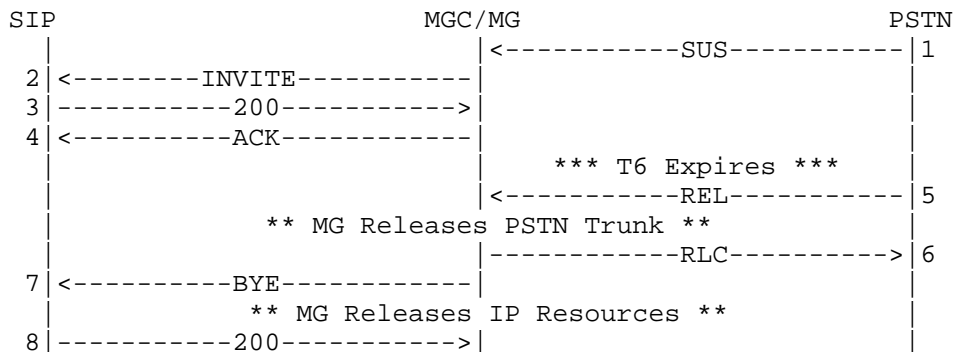 SIP MGC/MG PSTN
|<-----------SUS-----------|1
2|<--------INVITE-----------|
3|-----------200----------->|
4|<----------ACK------------|
*** T6 Expires ***
|<-----------REL-----------|5
** MG Releases PSTN Trunk **
|------------RLC---------->|6
7|<----------BYE------------|
** MG Releases IP Resources **
8|-----------200----------->|